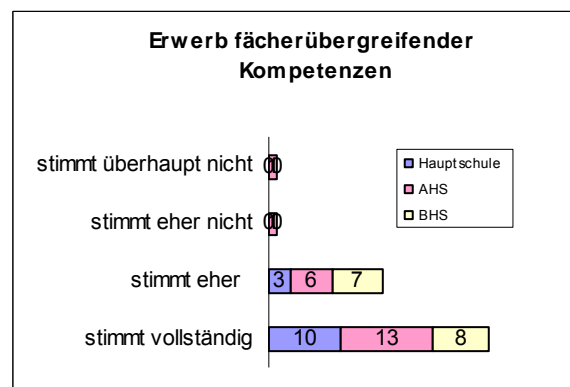 Erwerb fächerübergreifender
Kompetenzen
stimmt überhaupt nicht
stimmt eher nicht
stimmt eher
3 6 7
stimmt vollständig
10 13 8
Hauptschule
AHS
BHS